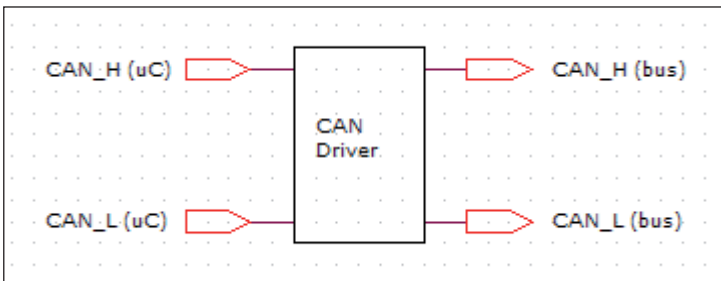 CAN_H (uC)
CAN_H (bus)
CAN
Driver
CAN_L (uC)
CAN_L (bus)